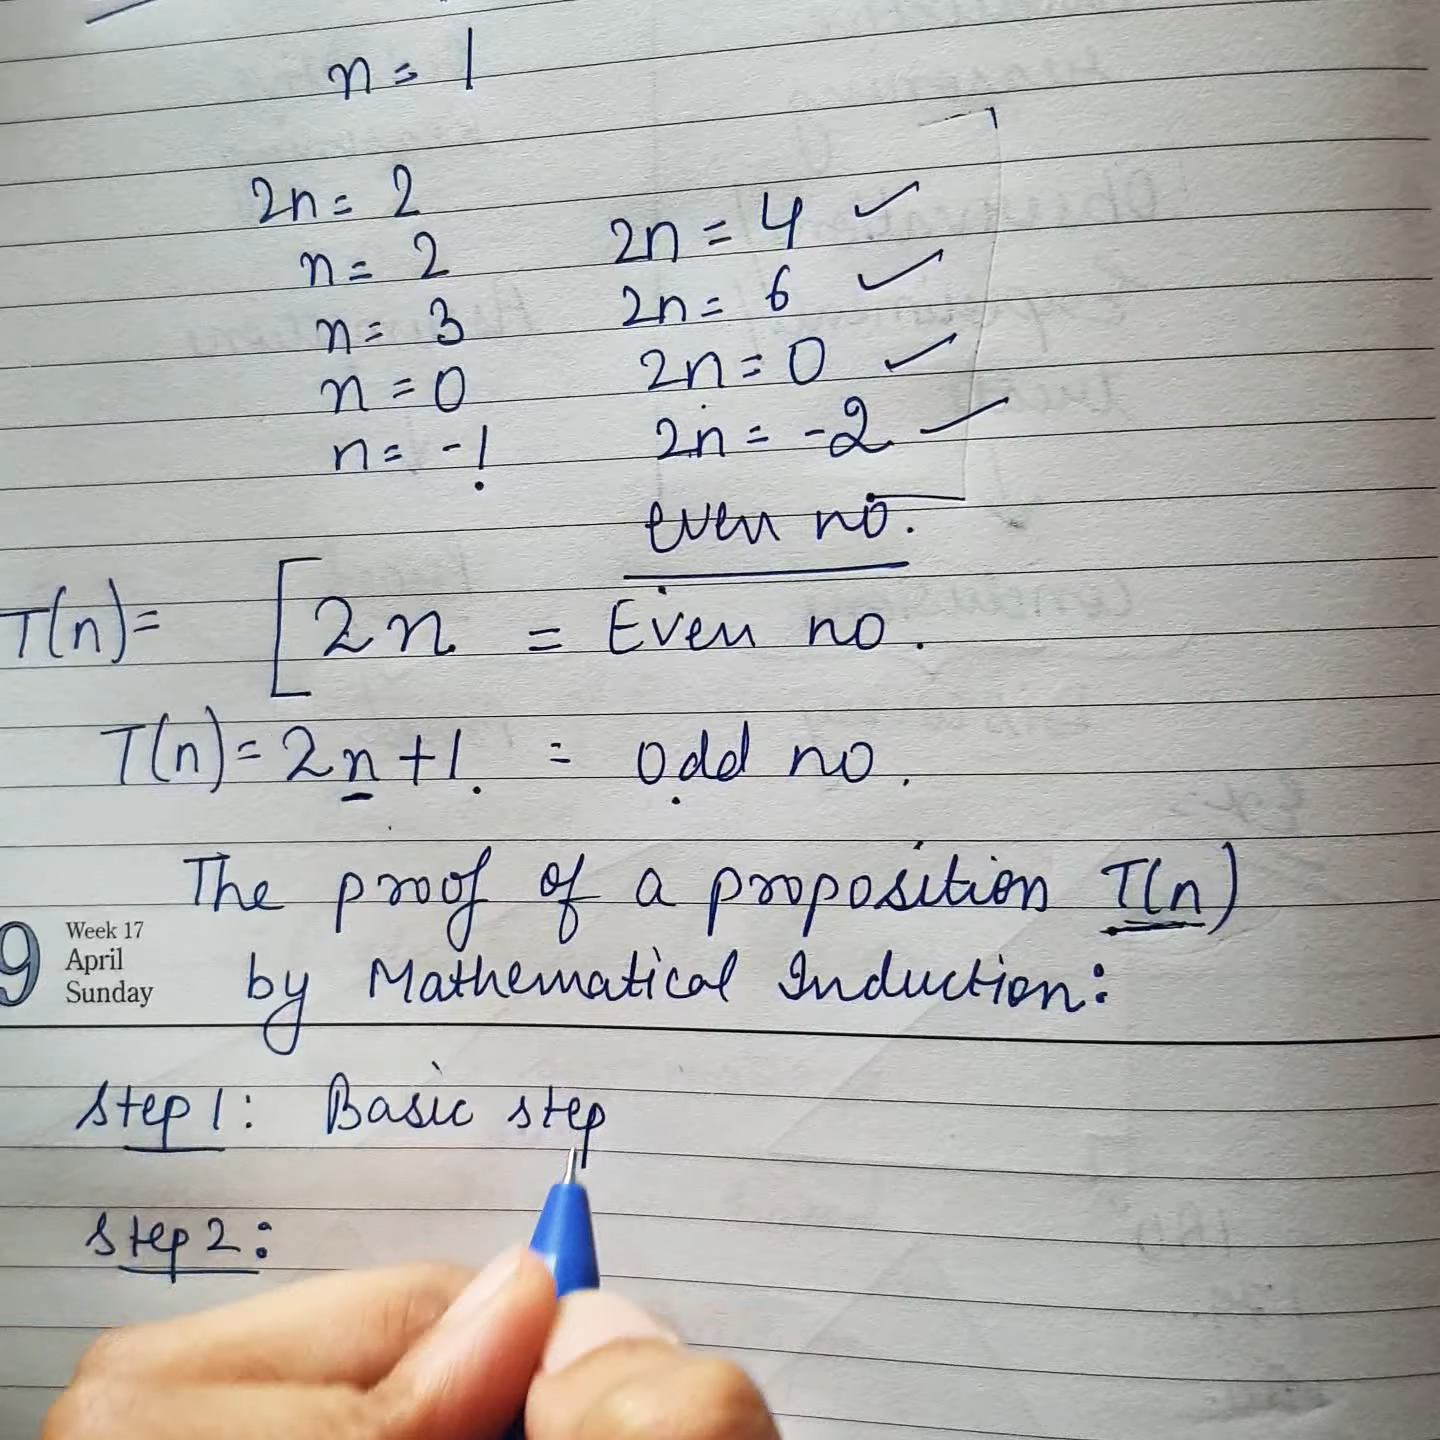 n = 1
2n = 2
n = 2 2n = 4 ✓
n = 3 2n = 6 ✓
n = 0 2n = 0 ✓
n = -1 2n = -2 ✓
even no.
T(n) = [2n = Even no.
T(n) = 2n+1 = odd no.
The proof of a proposition T(n)
9 Week 17
April
Sunday
by Mathematical Induction:
Step 1: Basic step
Step 2: